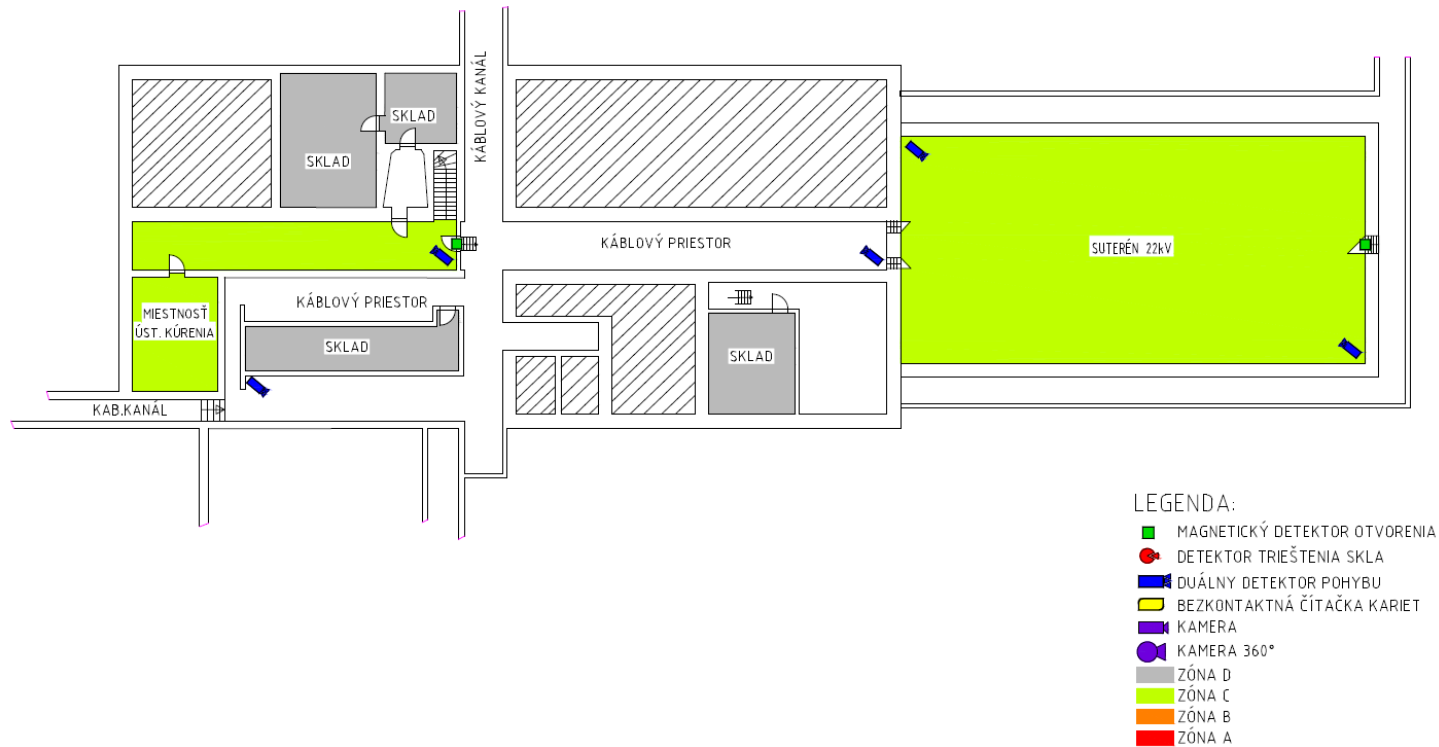 KÁBLOVÝ KANÁL
SKLAD
SKLAD
KÁBLOVÝ PRIESTOR
SUTERÉN 22kV
KÁBLOVÝ PRIESTOR
MIESTNOSŤ
ÚST. KÚRENIA
SKLAD
SKLAD
KAB.KANÁL
LEGENDA:
MAGNETICKÝ DETEKTOR OTVORENIA
DETEKTOR TRIEŠTENIA SKLA
DUÁLNY DETEKTOR POHYBU
BEZKONTAKTNÁ ČÍTAČKA KARIET
KAMERA
KAMERA 360°
ZÓNA D
ZÓNA C
ZÓNA B
ZÓNA A